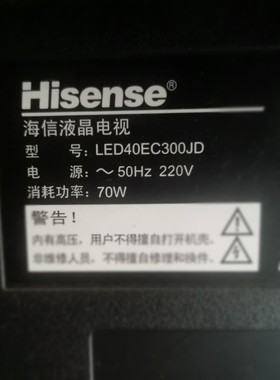 Hisense®
海信液晶电视
型 号: LED40EC300JD
电 源: ～ 50Hz 220V
消耗功率: 70W
警告！
内有高压，用户不得擅自打开机壳。
非维修人员，不得擅自修理和换件。